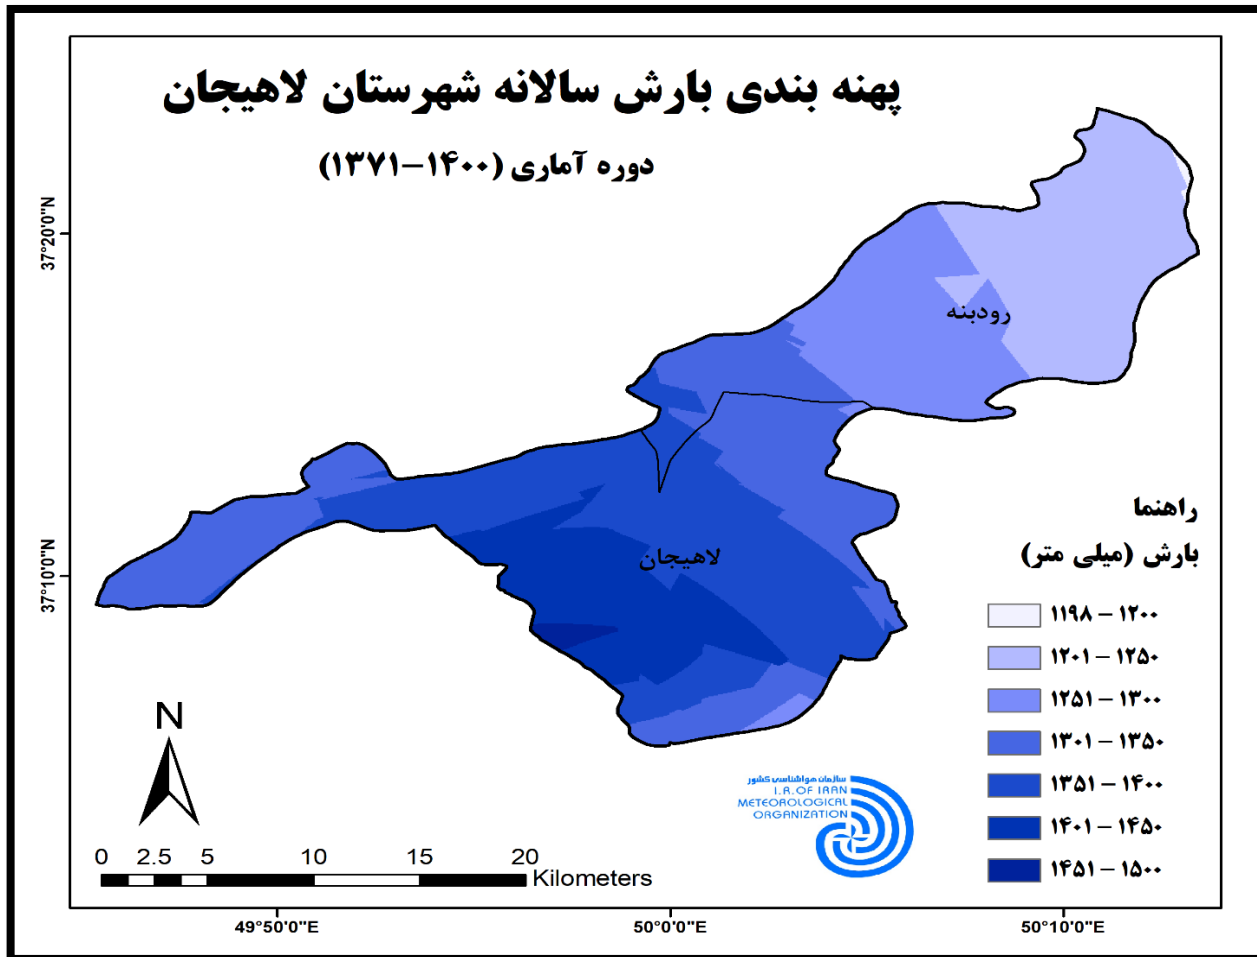 پهنه بندی بارش سالانه شهرستان لاهیجان
دوره آماری (۱۳۷۱–۱۴۰۰)
37°20'0"N
37°10'0"N
رودبنه
لاهیجان
راهنما
بارش (میلی متر)
۱۱۹۸ – ۱۲۰۰
۱۲۰۱ – ۱۲۵۰
۱۲۵۱ – ۱۳۰۰
۱۳۰۱ – ۱۳۵۰
۱۳۵۱ – ۱۴۰۰
۱۴۰۱ – ۱۴۵۰
۱۴۵۱ – ۱۵۰۰
N
سازمان هواشناسی کشور
I.R. OF IRAN
METEOROLOGICAL
ORGANIZATION
0 2.5 5 10 15 20
Kilometers
49°50'0"E 50°0'0"E 50°10'0"E